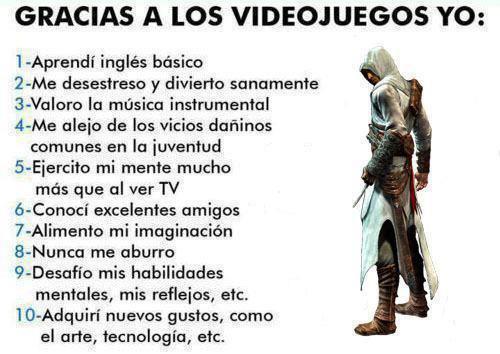 GRACIAS A LOS VIDEOJUEGOS YO:
1-Aprendí inglés básico
2-Me desestreso y divierto sanamente
3-Valoro la música instrumental
4-Me alejo de los vicios dañinos
comunes en la juventud
5-Ejercito mi mente mucho
más que al ver TV
6-Conocí excelentes amigos
7-Alimento mi imaginación
8-Nunca me aburro
9-Desafío mis habilidades
mentales, mis reflejos, etc.
10-Adquirí nuevos gustos, como
el arte, tecnología, etc.